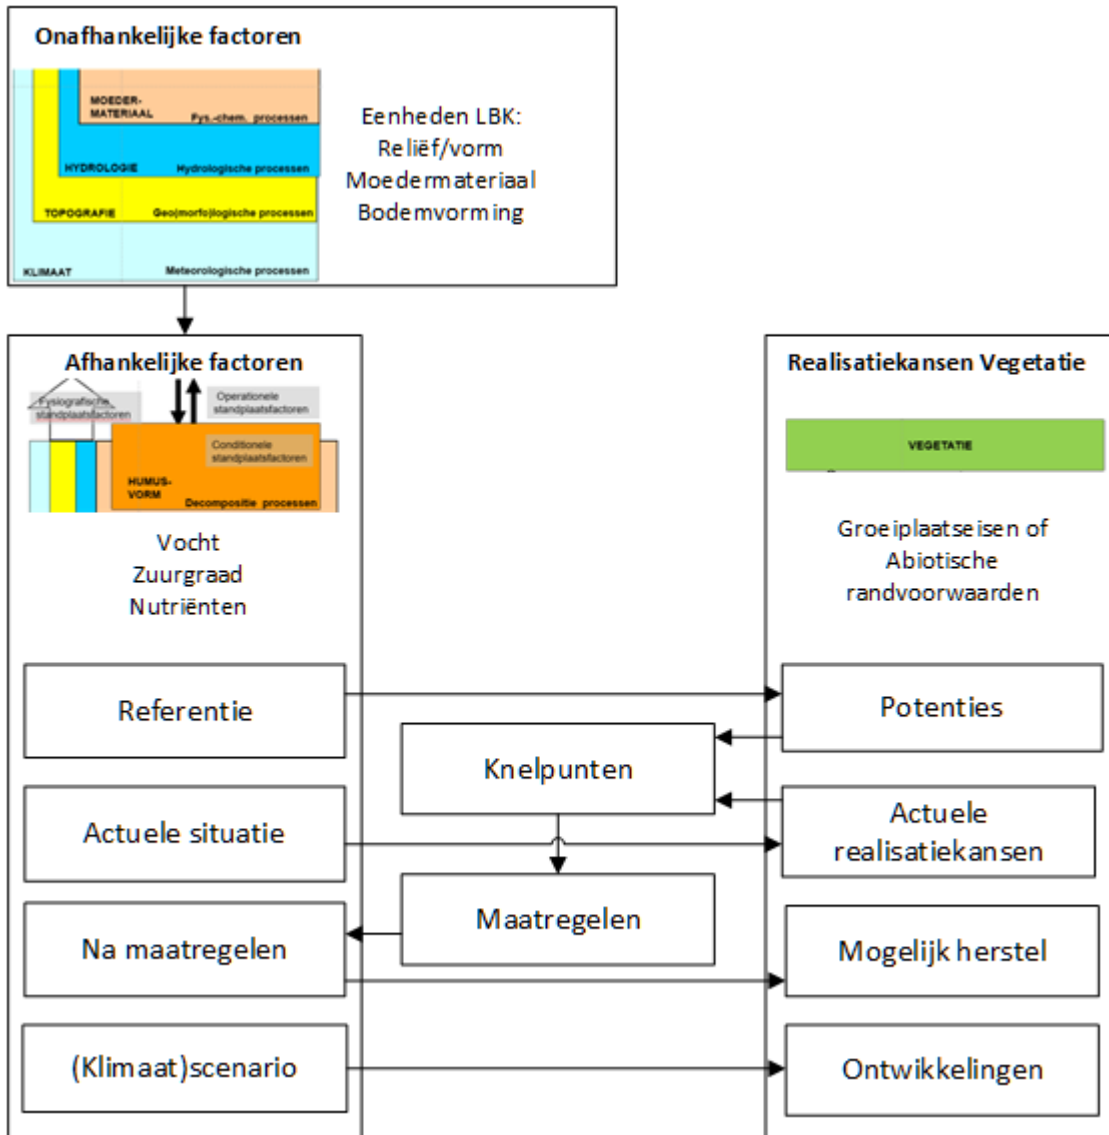 Onafhankelijke factoren
MOEDER-
MATERIAAL
Fys.-chem. processen
HYDROLOGIE
Hydrologische processen
TOPOGRAFIE
Geo(morfo)logische processen
KLIMAAT
Meteorologische processen
Eenheden LBK:
Reliëf/vorm
Moedermateriaal
Bodemvorming
Afhankelijke factoren
Fysiografische
standplaatsfactoren
Operationele
standplaatsfactoren
Conditionele
standplaatsfactoren
HUMUS-
VORM
Decompositie processen
Vocht
Zuurgraad
Nutriënten
Referentie
Actuele situatie
Na maatregelen
(Klimaat)scenario
Knelpunten
Maatregelen
Realisatiekansen Vegetatie
VEGETATIE
Groeiplaatseisen of
Abiotische
randvoorwaarden
Potenties
Actuele
realisatiekansen
Mogelijk herstel
Ontwikkelingen